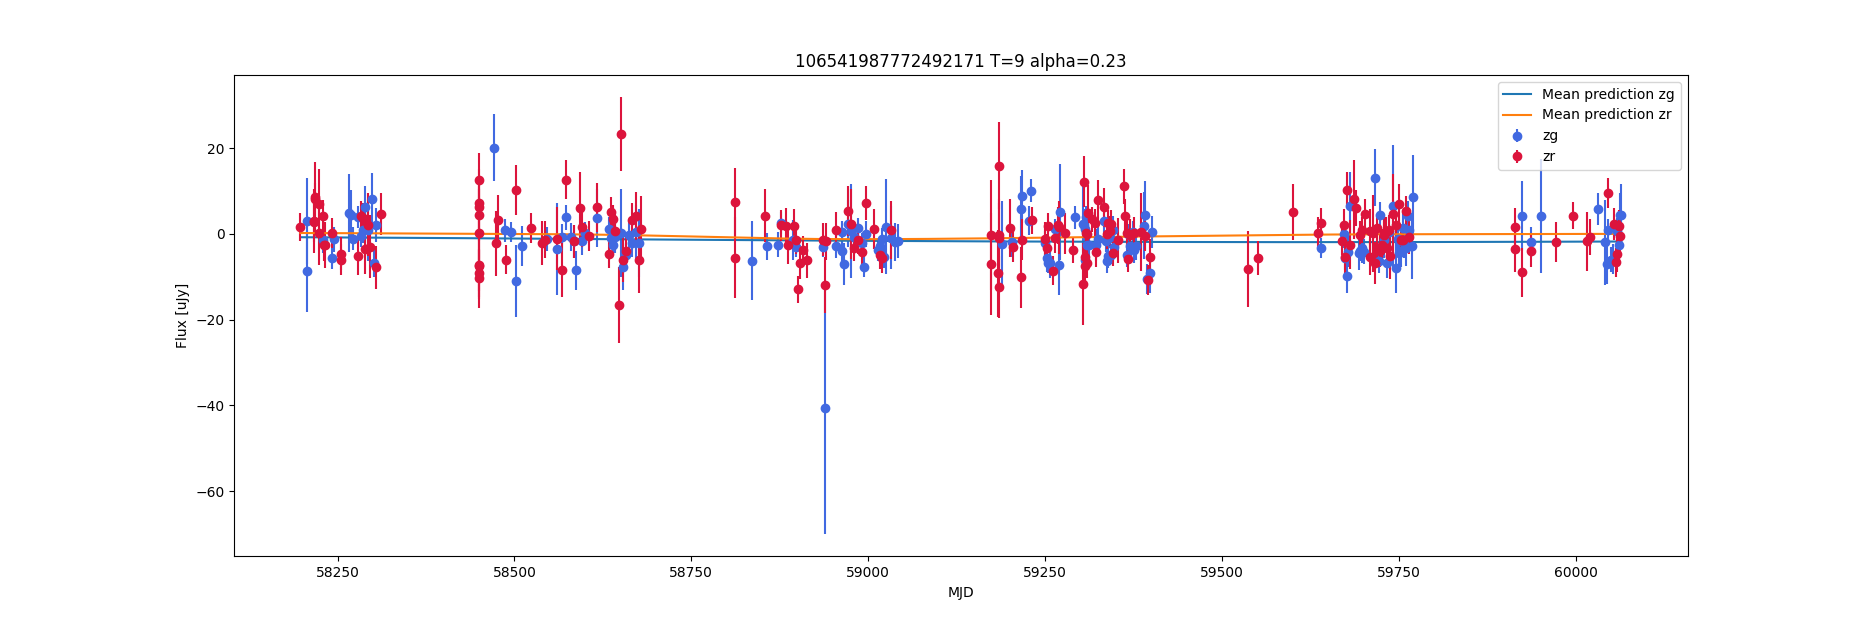 106541987772492171 T=9 alpha=0.23
Mean prediction zg
Mean prediction zr
zg
zr
20
0
−20
−40
−60
Flux [uJy]
58250
58500
58750
59000
59250
59500
59750
60000
MJD